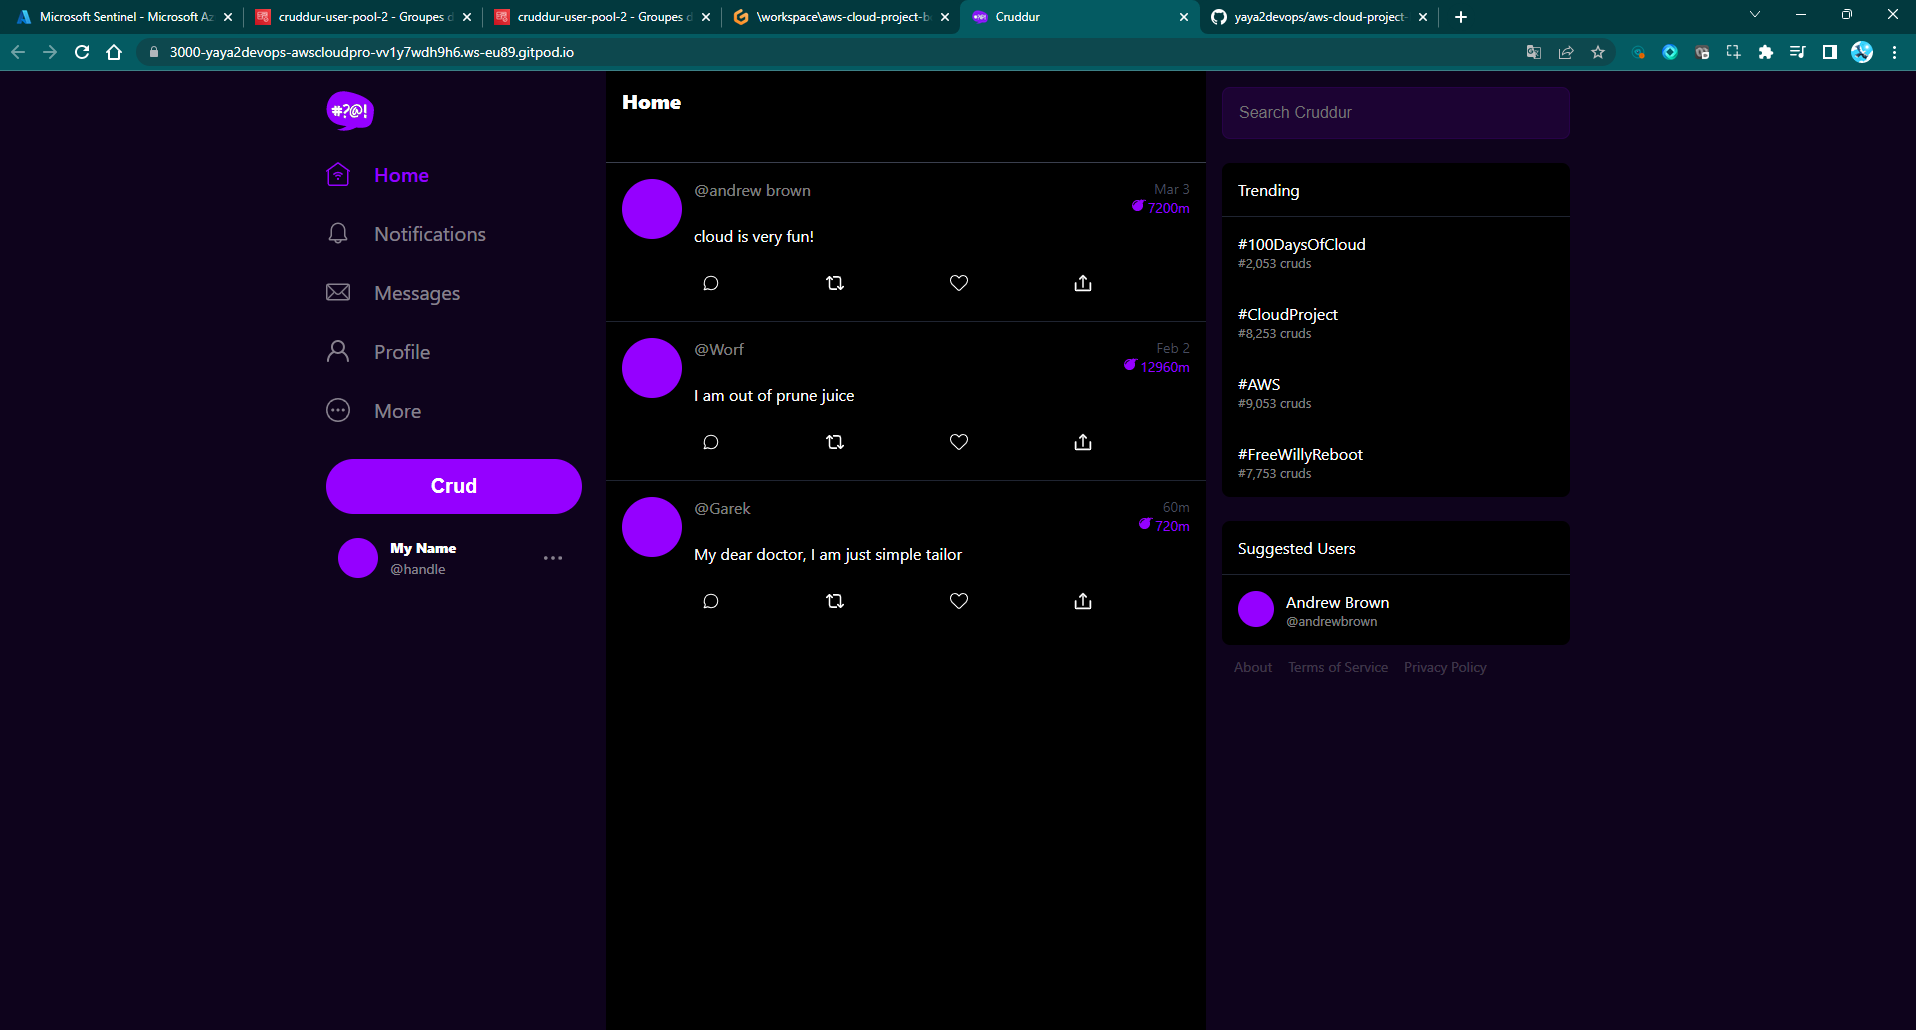 Microsoft Sentinel - Microsoft Az
cruddur-user-pool-2 - Groupes d
cruddur-user-pool-2 - Groupes d
\workspace\aws-cloud-project-b
Cruddur
yaya2devops/aws-cloud-project-
3000-yaya2devops-awscloudpro-vv1y7wdh9h6.ws-eu89.gitpod.io
#?@!
Home
Notifications
Messages
Profile
More
Crud
My Name
@handle
Home
@andrew brown
Mar 3
7200m
cloud is very fun!
@Worf
Feb 2
12960m
I am out of prune juice
@Garek
60m
720m
My dear doctor, I am just simple tailor
Search Cruddur
Trending
#100DaysOfCloud
#2,053 cruds
#CloudProject
#8,253 cruds
#AWS
#9,053 cruds
#FreeWillyReboot
#7,753 cruds
Suggested Users
Andrew Brown
@andrewbrown
About
Terms of Service
Privacy Policy